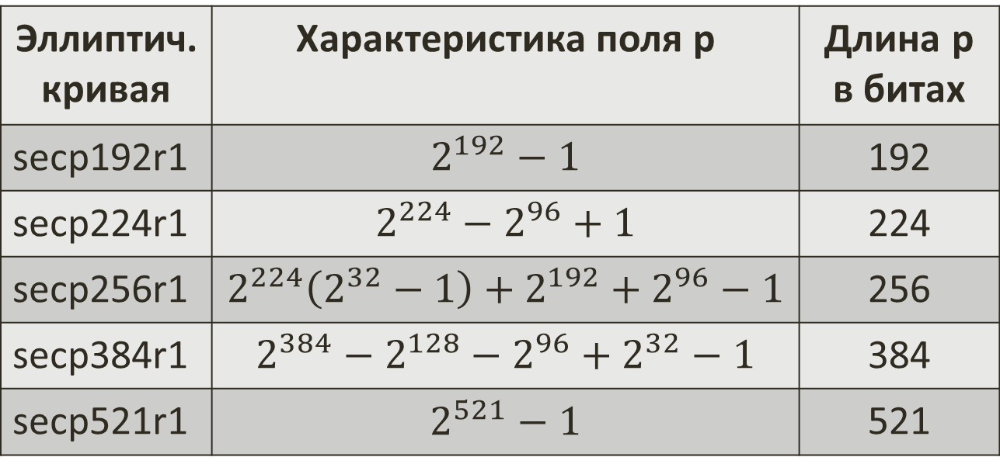 Эллиптич. кривая | Характеристика поля p | Длина p в битах
secp192r1 | 2^192 − 1 | 192
secp224r1 | 2^224 − 2^96 + 1 | 224
secp256r1 | 2^224(2^32 − 1) + 2^192 + 2^96 − 1 | 256
secp384r1 | 2^384 − 2^128 − 2^96 + 2^32 − 1 | 384
secp521r1 | 2^521 − 1 | 521